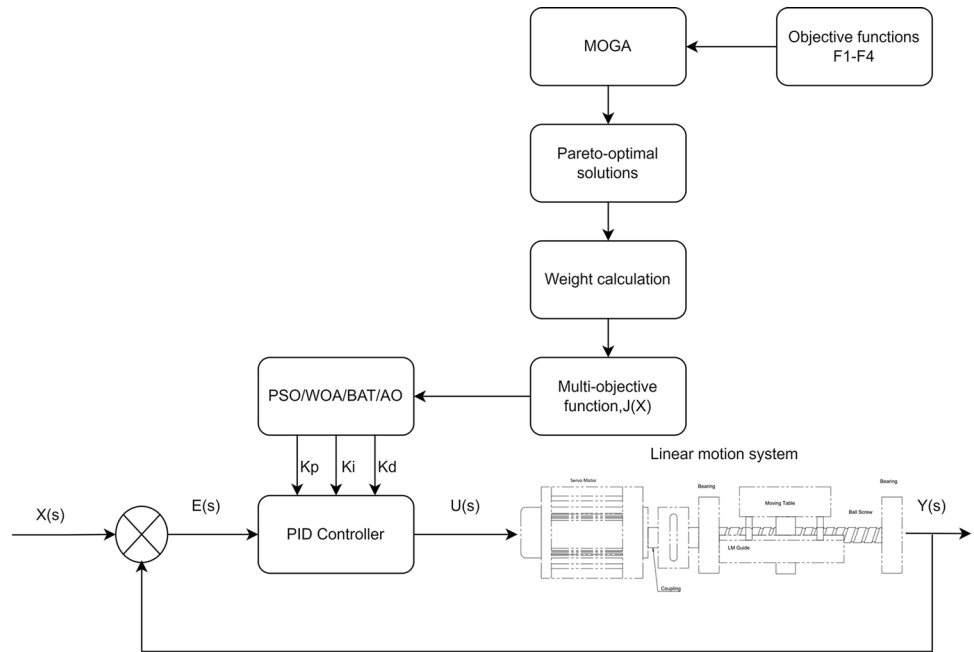 MOGA
Objective functions
F1-F4
Pareto-optimal
solutions
Weight calculation
PSO/WOA/BAT/AO
Multi-objective
function,J(X)
Kp
Ki
Kd
Linear motion system
X(s)
E(s)
PID Controller
U(s)
Servo Motor
Bearing
Moving Table
Ball Screw
Bearing
LM Guide
Coupling
Y(s)